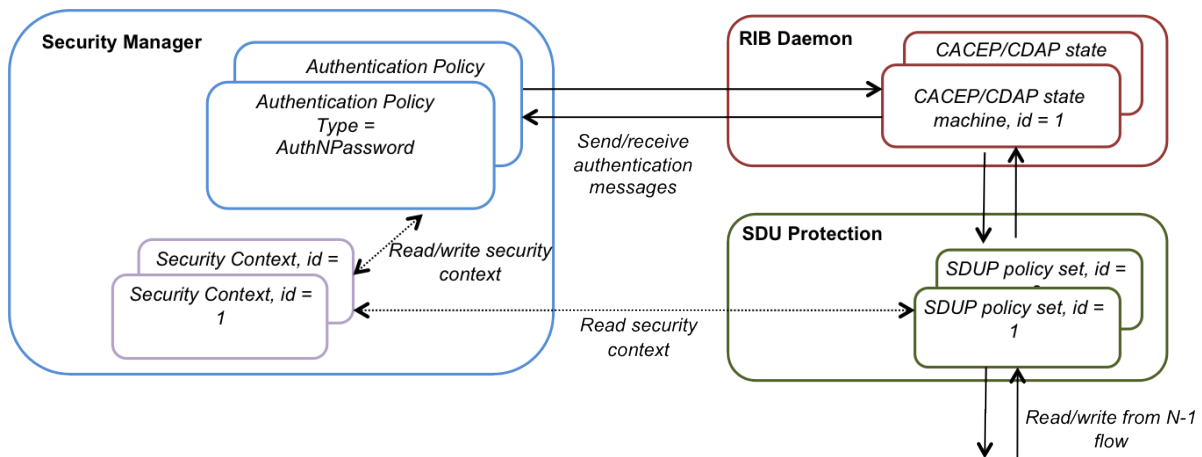 Security Manager
Authentication Policy
Authentication Policy
Type =
AuthNPassword
Security Context, id =
Security Context, id =
1
Read/write security
context
Send/receive
authentication
messages
Read security
context
RIB Daemon
CACEP/CDAP state
CACEP/CDAP state
machine, id = 1
SDU Protection
SDUP policy set, id =
SDUP policy set, id =
1
Read/write from N-1
flow